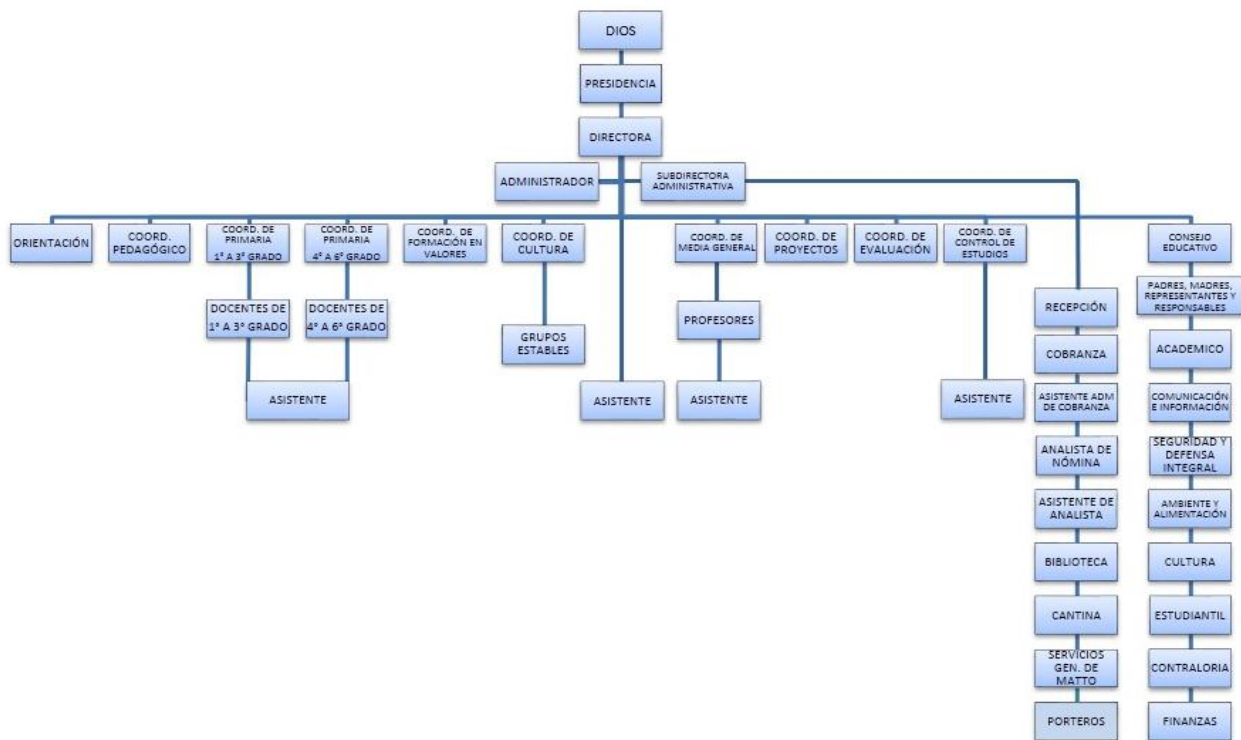 DIOS
PRESIDENCIA
DIRECTORA
ADMINISTRADOR
SUBDIRECTORA
ADMINISTRATIVA
ORIENTACIÓN
COORD.
PEDAGÓGICO
COORD. DE
PRIMARIA
1° A 3° GRADO
COORD. DE
PRIMARIA
4° A 6° GRADO
COORD. DE
FORMACIÓN EN
VALORES
COORD. DE
CULTURA
COORD. DE
MEDIA GENERAL
COORD. DE
PROYECTOS
COORD. DE
EVALUACIÓN
COORD. DE
CONTROL DE
ESTUDIOS
CONSEJO
EDUCATIVO
DOCENTES DE
1° A 3° GRADO
DOCENTES DE
4° A 6° GRADO
ASISTENTE
GRUPOS
ESTABLES
ASISTENTE
PROFESORES
ASISTENTE
ASISTENTE
RECEPCIÓN
COBRANZA
ASISTENTE ADM
DE COBRANZA
ANALISTA DE
NÓMINA
ASISTENTE DE
ANALISTA
BIBLIOTECA
CANTINA
SERVICIOS
GEN. DE
MATTO
PORTEROS
PADRES, MADRES,
REPRESENTANTES Y
RESPONSABLES
ACADEMICO
COMUNICACIÓN
E INFORMACIÓN
SEGURIDAD Y
DEFENSA
INTEGRAL
AMBIENTE Y
ALIMENTACIÓN
CULTURA
ESTUDIANTIL
CONTRALORIA
FINANZAS